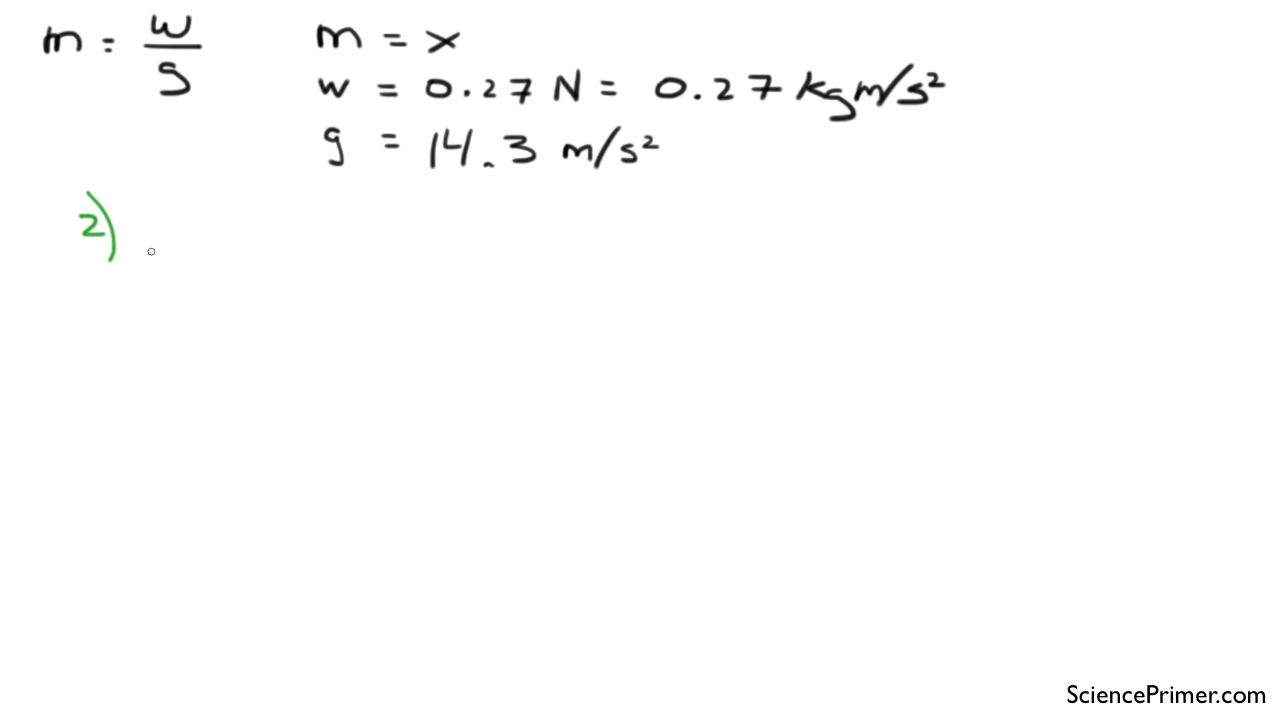 m = w/g
m = x
w = 0.27 N = 0.27 kgm/s²
g = 14.3 m/s²
2)
SciencePrimer.com